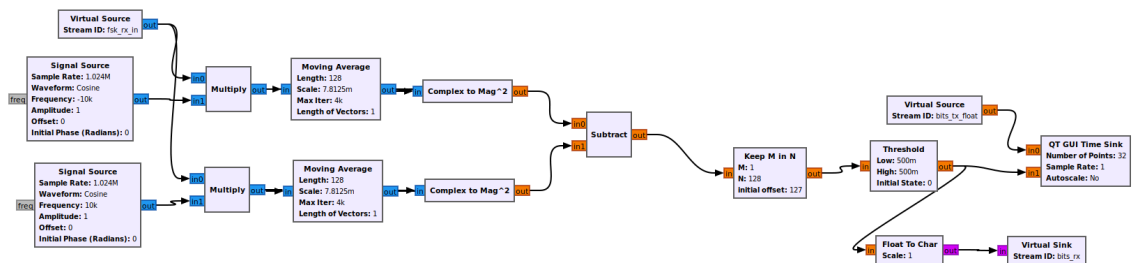 Virtual Source
Stream ID: fsk_rx_in
out
Signal Source
Sample Rate: 1.024M
Waveform: Cosine
Frequency: -10k
Amplitude: 1
Offset: 0
Initial Phase (Radians): 0
freq
out
in0
in1
Multiply
out
in
Moving Average
Length: 128
Scale: 7.8125m
Max Iter: 4k
Length of Vectors: 1
out
in
Complex to Mag^2
out
Signal Source
Sample Rate: 1.024M
Waveform: Cosine
Frequency: 10k
Amplitude: 1
Offset: 0
Initial Phase (Radians): 0
freq
out
in0
in1
Multiply
out
in
Moving Average
Length: 128
Scale: 7.8125m
Max Iter: 4k
Length of Vectors: 1
out
in
Complex to Mag^2
out
in0
in1
Subtract
out
in
Keep M in N
M: 1
N: 128
initial offset: 127
out
in
Threshold
Low: 500m
High: 500m
Initial State: 0
out
Virtual Source
Stream ID: bits_tx_float
out
in0
in1
QT GUI Time Sink
Number of Points: 32
Sample Rate: 1
Autoscale: No
in
Float To Char
Scale: 1
out
in
Virtual Sink
Stream ID: bits_rx